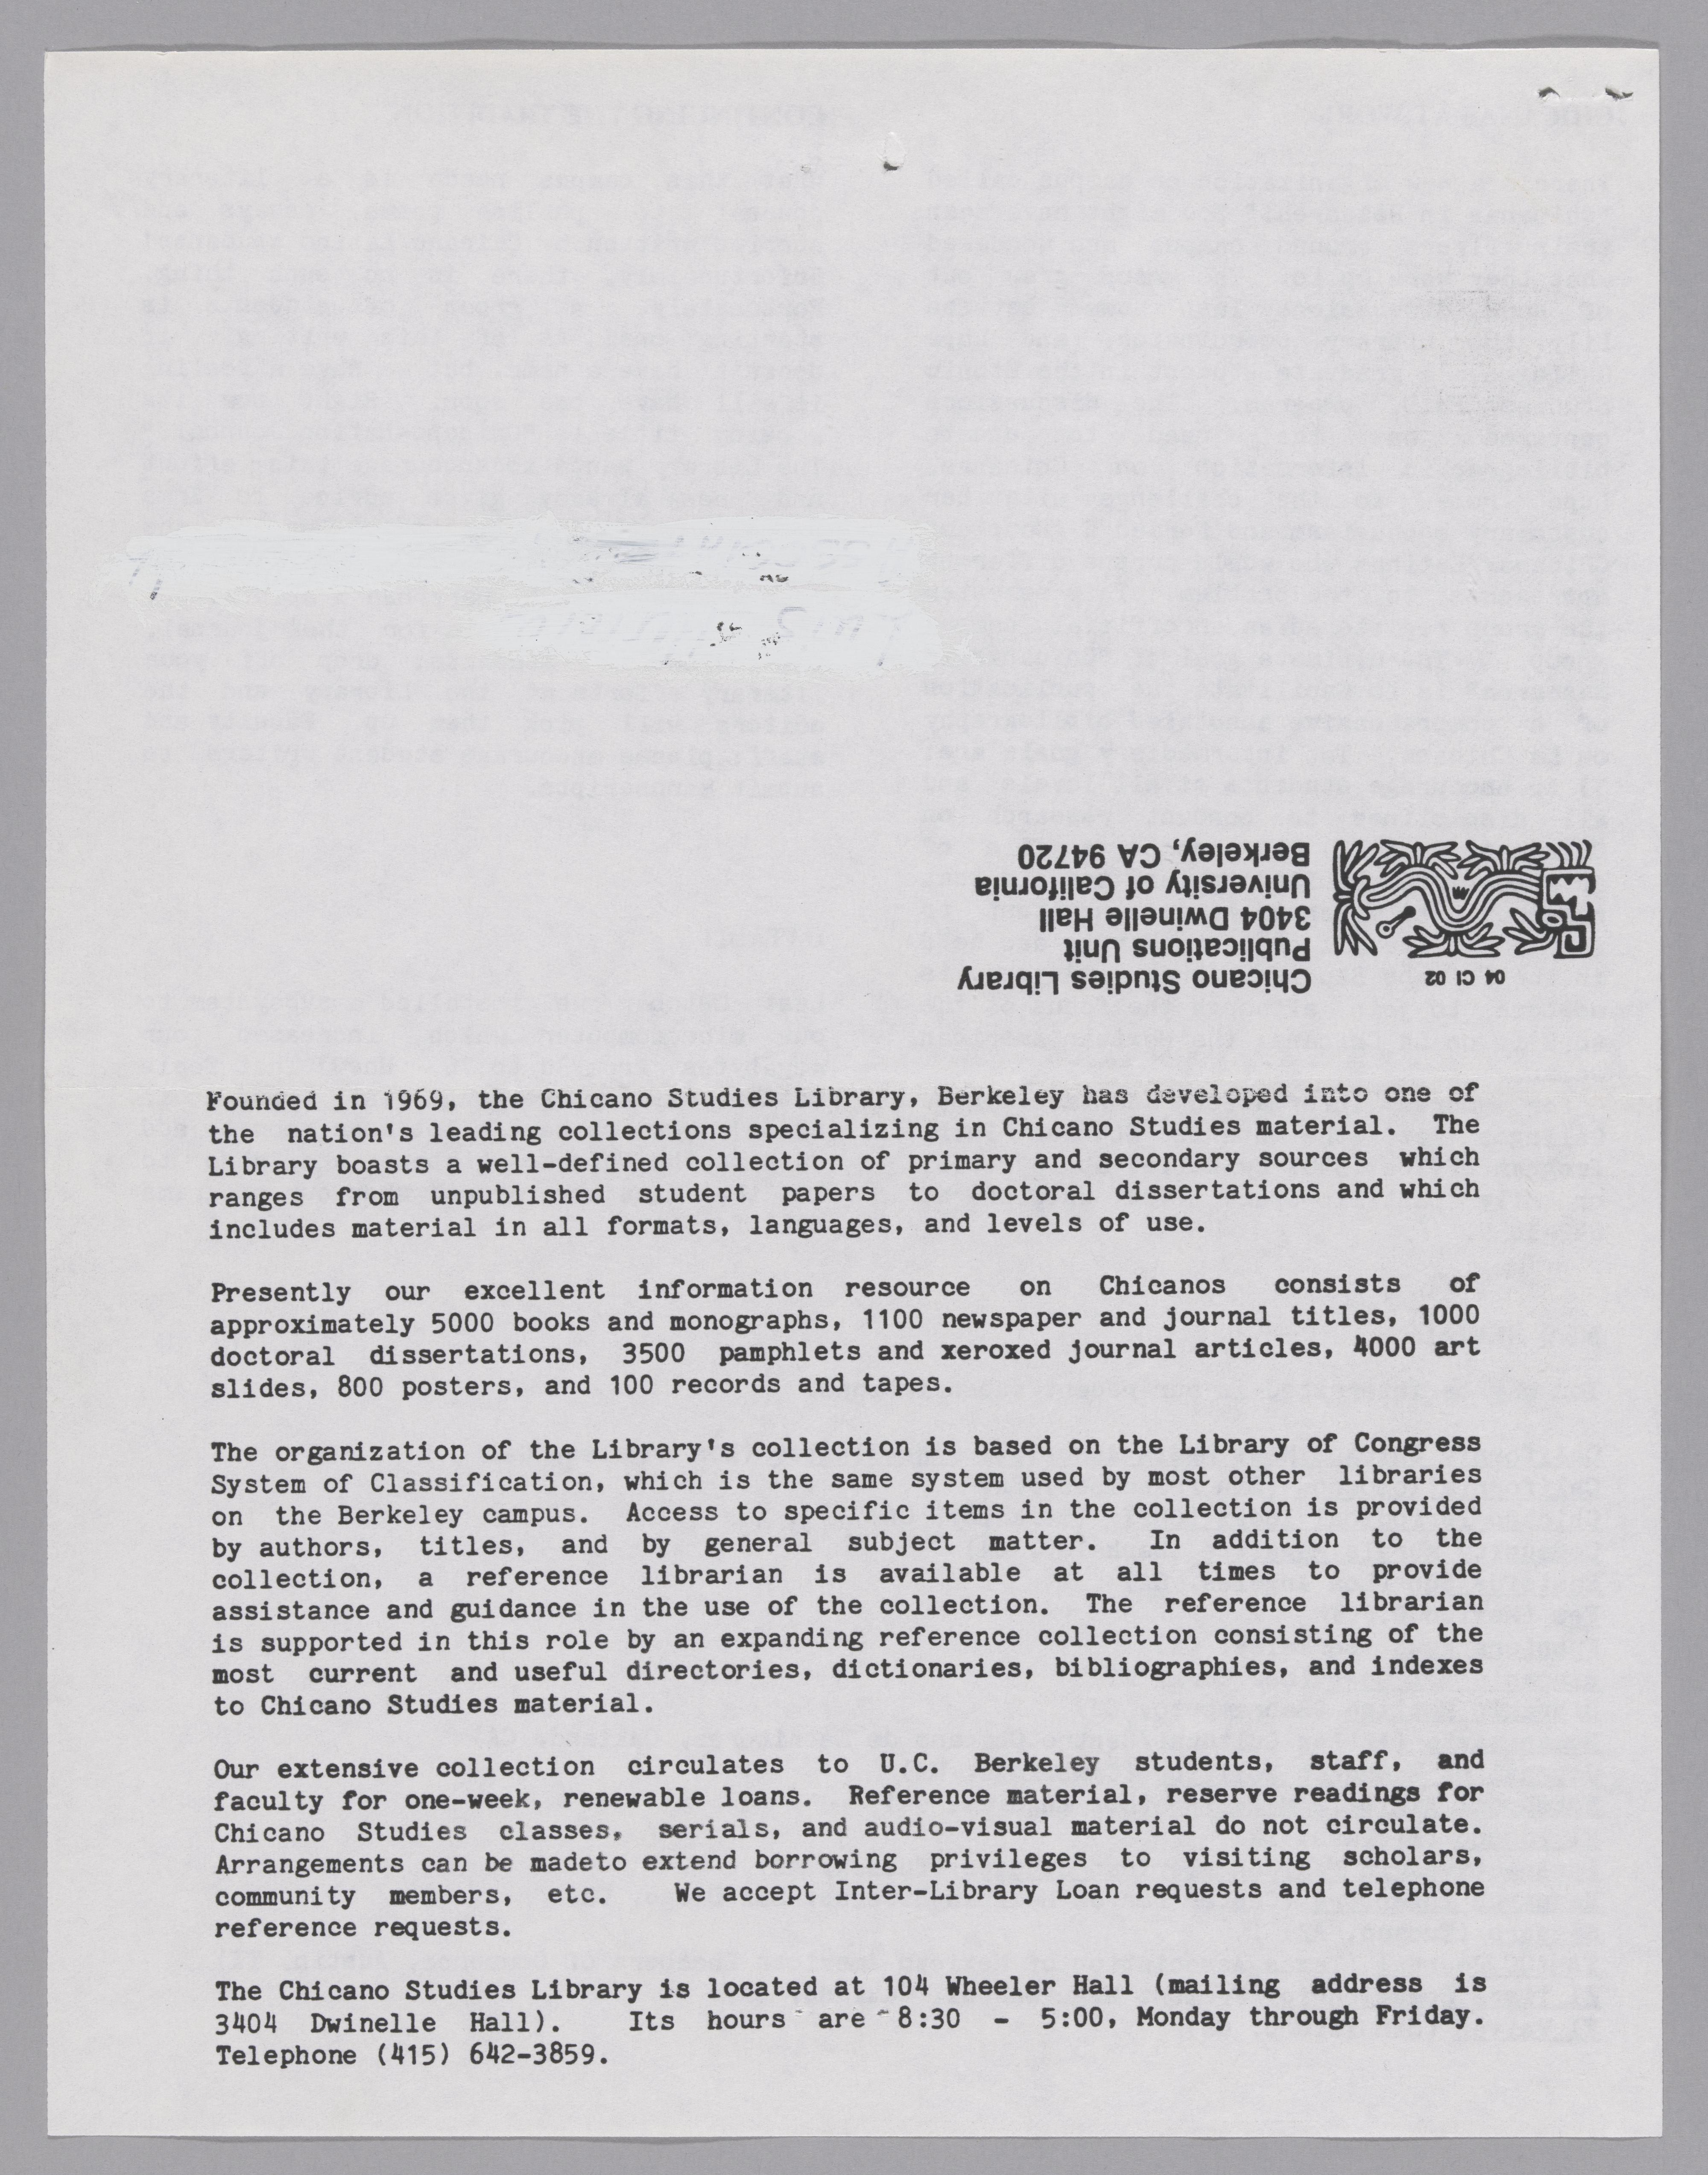 04 CI 02
Chicano Studies Library
Publications Unit
3404 Dwinelle Hall
University of California
Berkeley, CA 94720
Founded in 1969, the Chicano Studies Library, Berkeley has developed into one of
the nation's leading collections specializing in Chicano Studies material. The
Library boasts a well-defined collection of primary and secondary sources which
ranges from unpublished student papers to doctoral dissertations and which
includes material in all formats, languages, and levels of use.
Presently our excellent information resource on Chicanos consists of
approximately 5000 books and monographs, 1100 newspaper and journal titles, 1000
doctoral dissertations, 3500 pamphlets and xeroxed journal articles, 4000 art
slides, 800 posters, and 100 records and tapes.
The organization of the Library's collection is based on the Library of Congress
System of Classification, which is the same system used by most other libraries
on the Berkeley campus. Access to specific items in the collection is provided
by authors, titles, and by general subject matter. In addition to the
collection, a reference librarian is available at all times to provide
assistance and guidance in the use of the collection. The reference librarian
is supported in this role by an expanding reference collection consisting of the
most current and useful directories, dictionaries, bibliographies, and indexes
to Chicano Studies material.
Our extensive collection circulates to U.C. Berkeley students, staff, and
faculty for one-week, renewable loans. Reference material, reserve readings for
Chicano Studies classes, serials, and audio-visual material do not circulate.
Arrangements can be madeto extend borrowing privileges to visiting scholars,
community members, etc. We accept Inter-Library Loan requests and telephone
reference requests.
The Chicano Studies Library is located at 104 Wheeler Hall (mailing address is
3404 Dwinelle Hall). Its hours are 8:30 - 5:00, Monday through Friday.
Telephone (415) 642-3859.